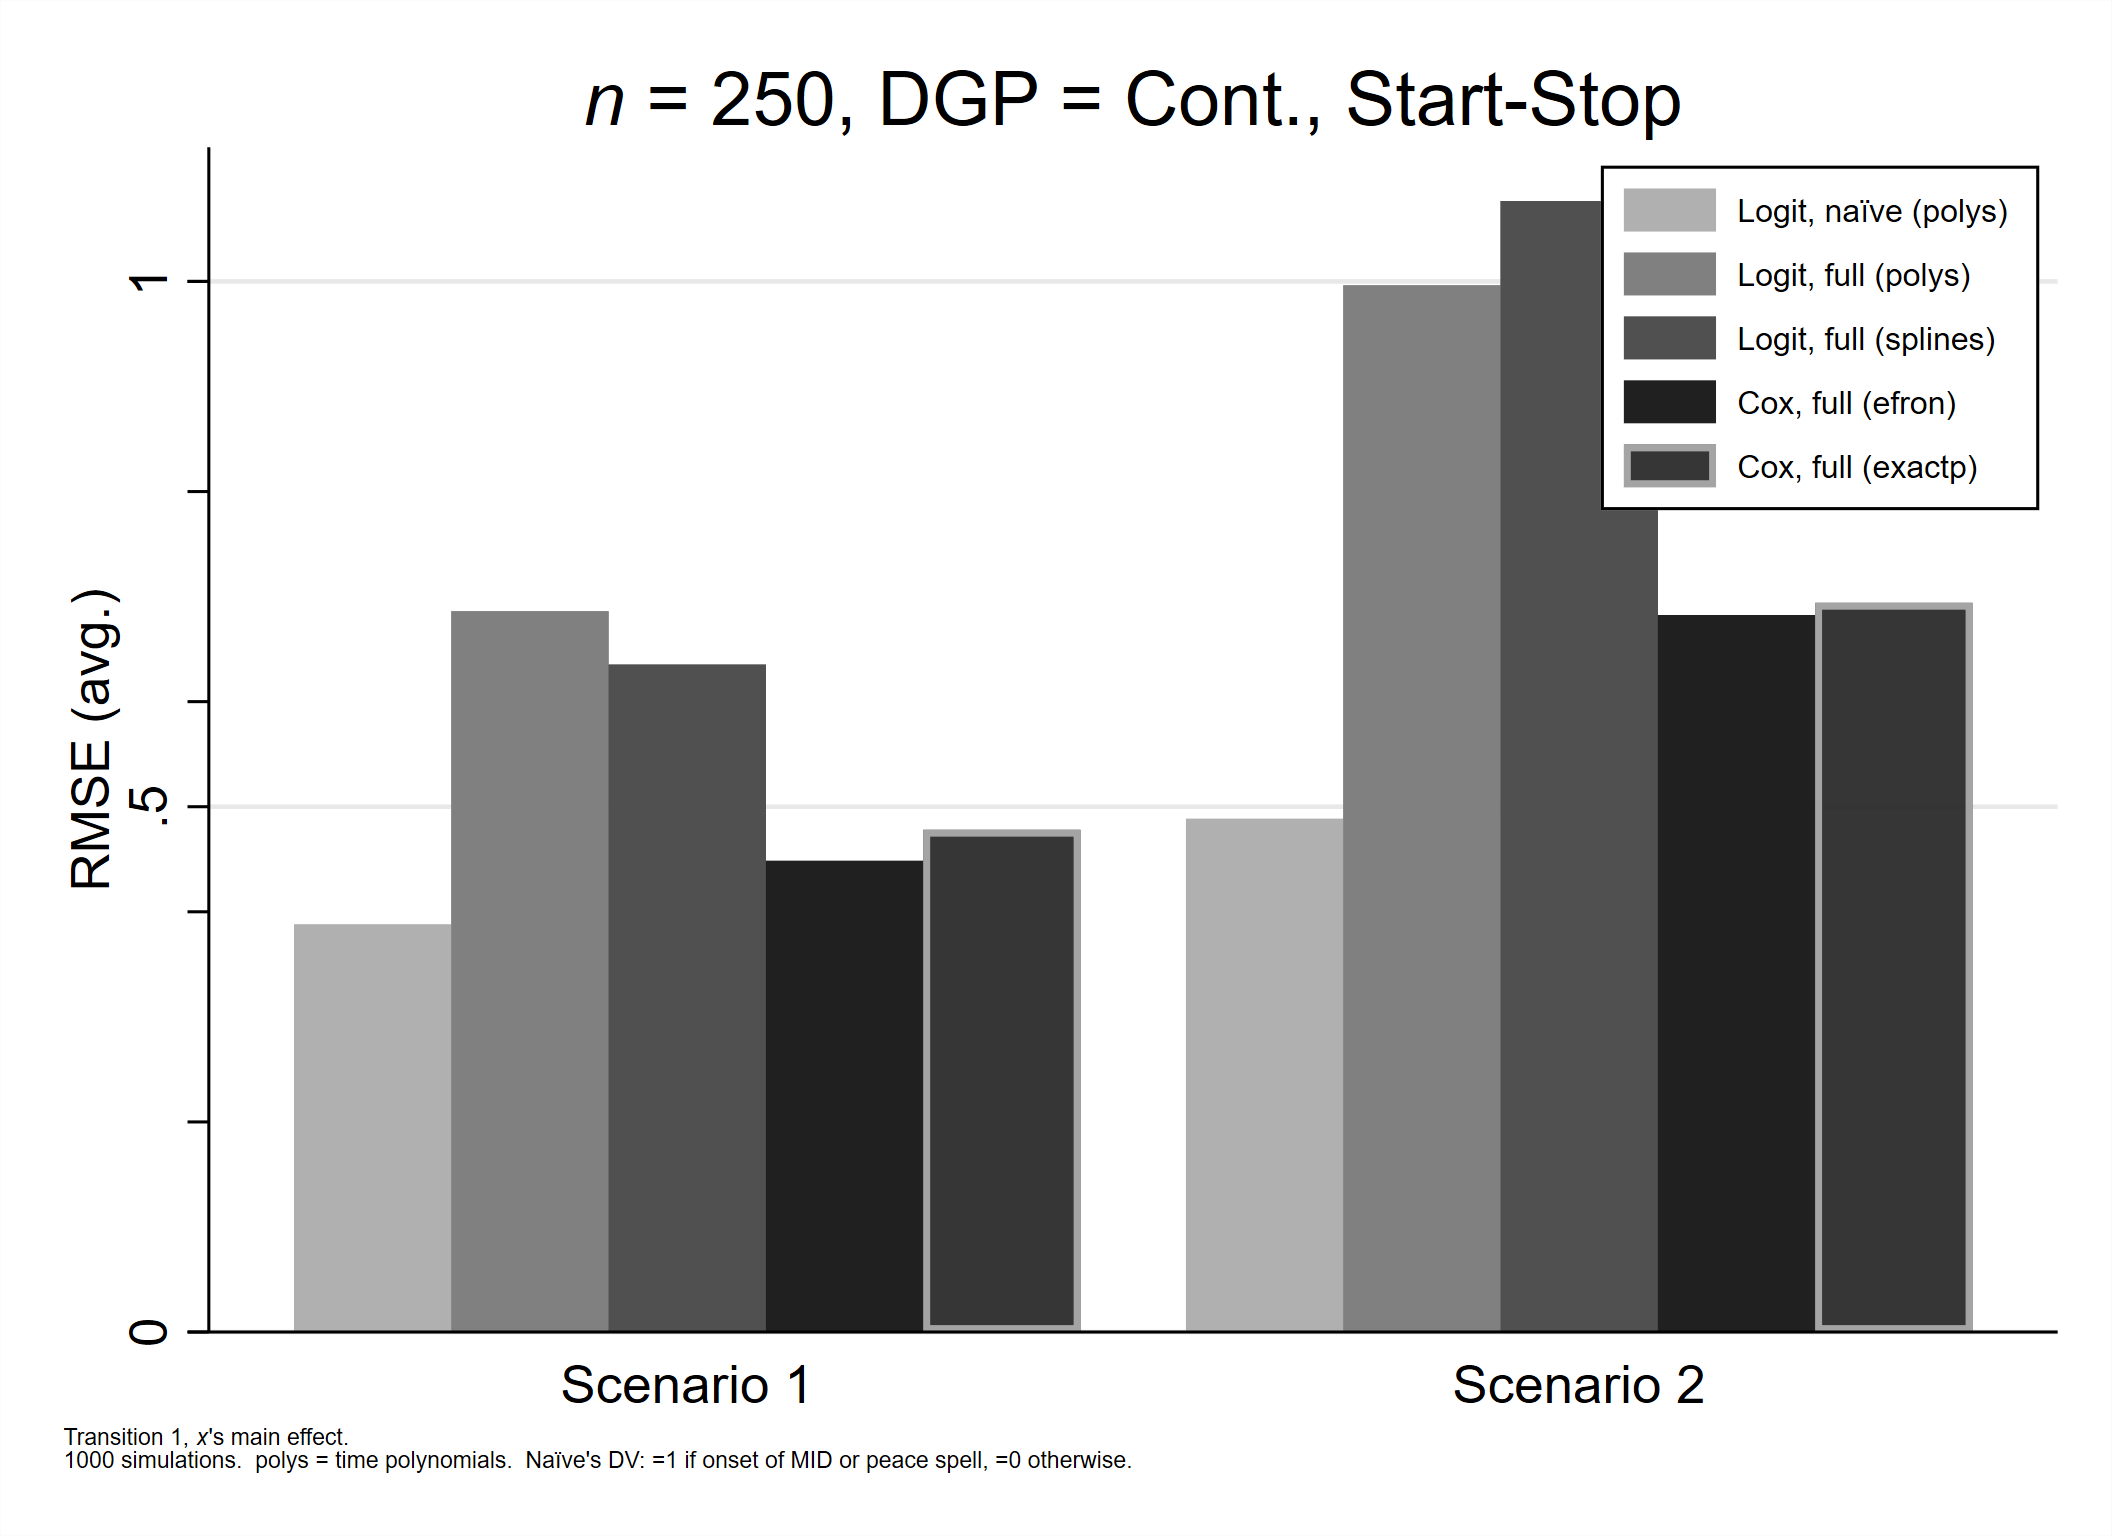 n = 250, DGP = Cont., Start-Stop
Logit, naïve (polys)
Logit, full (polys)
Logit, full (splines)
Cox, full (efron)
Cox, full (exactp)
RMSE (avg.)
1
.5
0
Scenario 1
Scenario 2
Transition 1, x's main effect.
1000 simulations.  polys = time polynomials.  Naïve's DV: =1 if onset of MID or peace spell, =0 otherwise.